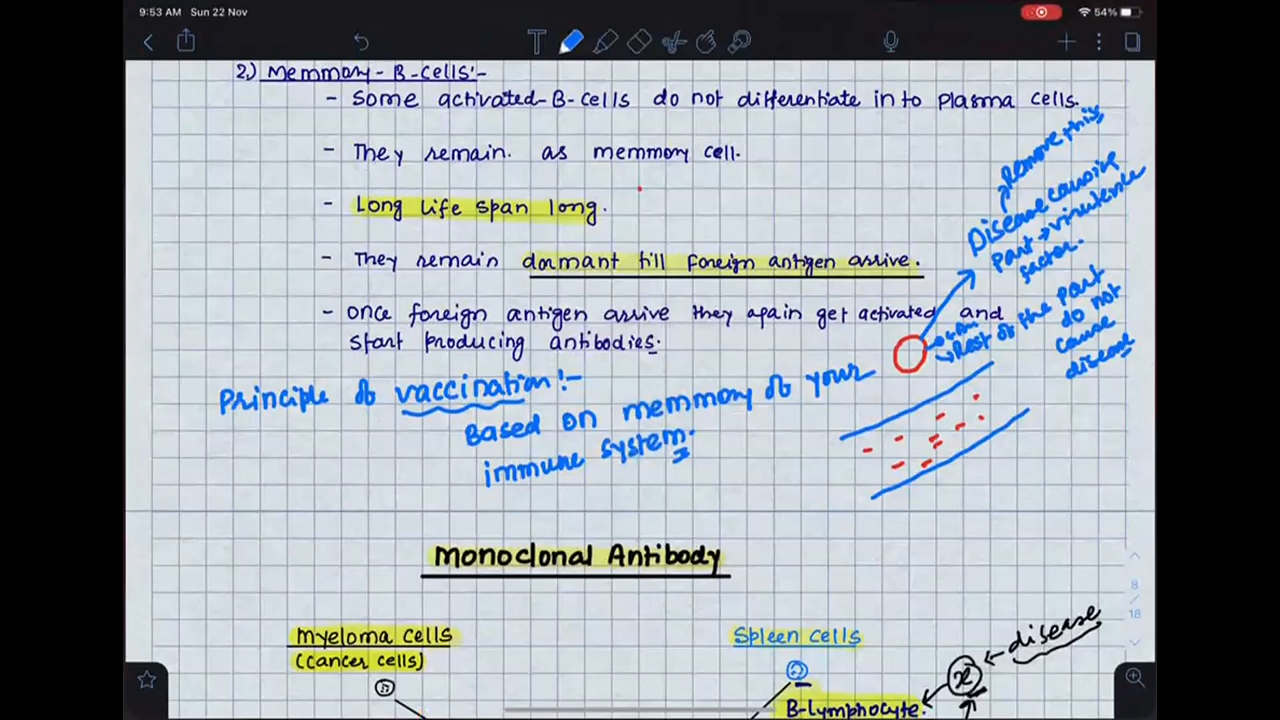 9:53 AM Sun 22 Nov
54%
T
2.) Memmory-B-cells:-
- Some activated-B-cells do not differentiate in to plasma cells.
- They remain. as memmory cell.
- Long life span long.
- They remain dormant till foreign antigen arrive.
- Once foreign antigen arrive they again get activated and
start producing antibodies.
Remove this
Disease causing
Part → virulence
factor.
Rest of the part
do not
cause
disease
Principle of vaccination!-
Based on memmory of your
immune system.
Monoclonal Antibody
8
/
18
Myeloma cells
(cancer cells)
Spleen cells
disease
x
B-Lymphocyte.